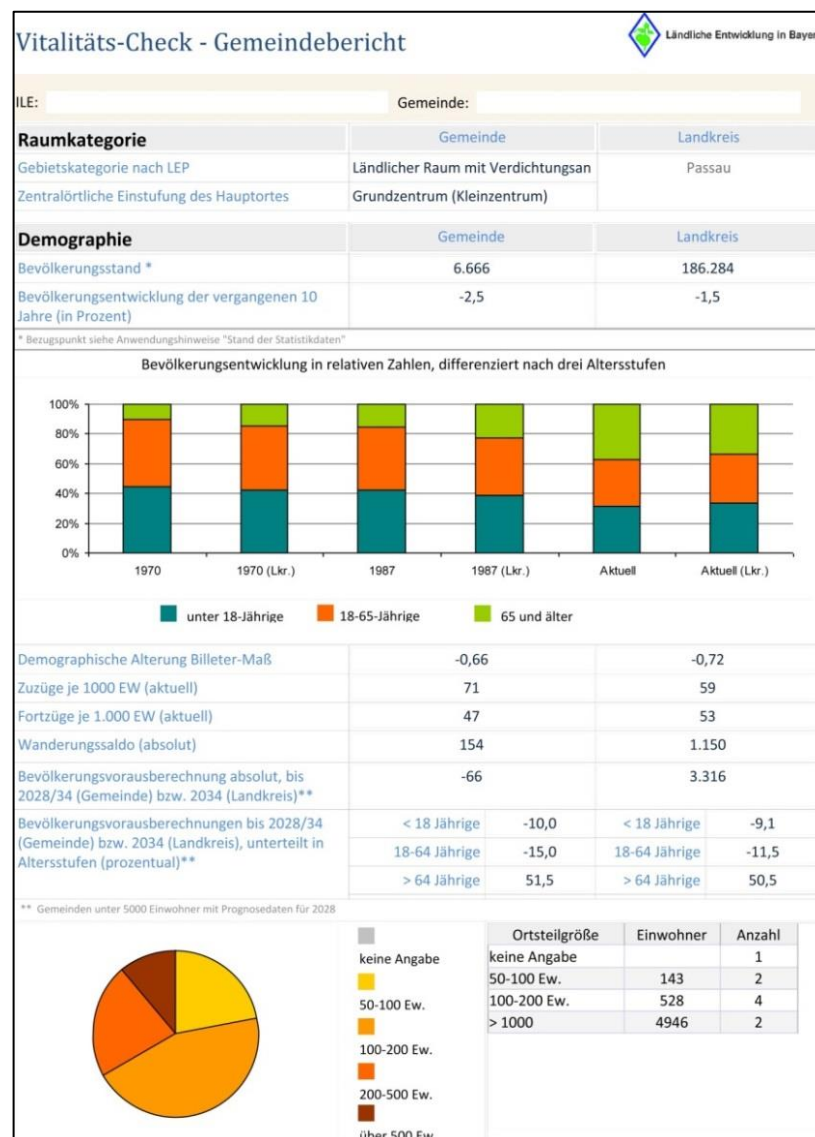 Vitalitäts-Check - Gemeindebericht
Ländliche Entwicklung in Bayer
ILE:
Gemeinde:
Raumkategorie Gemeinde Landkreis
Gebietskategorie nach LEP Ländlicher Raum mit Verdichtungsan Passau
Zentralörtliche Einstufung des Hauptortes Grundzentrum (Kleinzentrum)
Demographie Gemeinde Landkreis
Bevölkerungsstand * 6.666 186.284
Bevölkerungsentwicklung der vergangenen 10
Jahre (in Prozent) -2,5 -1,5
* Bezugspunkt siehe Anwendungshinweise "Stand der Statistikdaten"
Bevölkerungsentwicklung in relativen Zahlen, differenziert nach drei Altersstufen
100%
80%
60%
40%
20%
0%
1970 1970 (Lkr.) 1987 1987 (Lkr.) Aktuell Aktuell (Lkr.)
unter 18-Jährige 18-65-Jährige 65 und älter
Demographische Alterung Billeter-Maß -0,66 -0,72
Zuzüge je 1000 EW (aktuell) 71 59
Fortzüge je 1.000 EW (aktuell) 47 53
Wanderungssaldo (absolut) 154 1.150
Bevölkerungsvorausberechnung absolut, bis
2028/34 (Gemeinde) bzw. 2034 (Landkreis)** -66 3.316
Bevölkerungsvorausberechnungen bis 2028/34
(Gemeinde) bzw. 2034 (Landkreis), unterteilt in
Altersstufen (prozentual)**
< 18 Jährige -10,0 < 18 Jährige -9,1
18-64 Jährige -15,0 18-64 Jährige -11,5
> 64 Jährige 51,5 > 64 Jährige 50,5
** Gemeinden unter 5000 Einwohner mit Prognosedaten für 2028
keine Angabe
50-100 Ew.
100-200 Ew.
200-500 Ew.
über 500 Ew.
Ortsteilgröße Einwohner Anzahl
keine Angabe 1
50-100 Ew. 143 2
100-200 Ew. 528 4
> 1000 4946 2